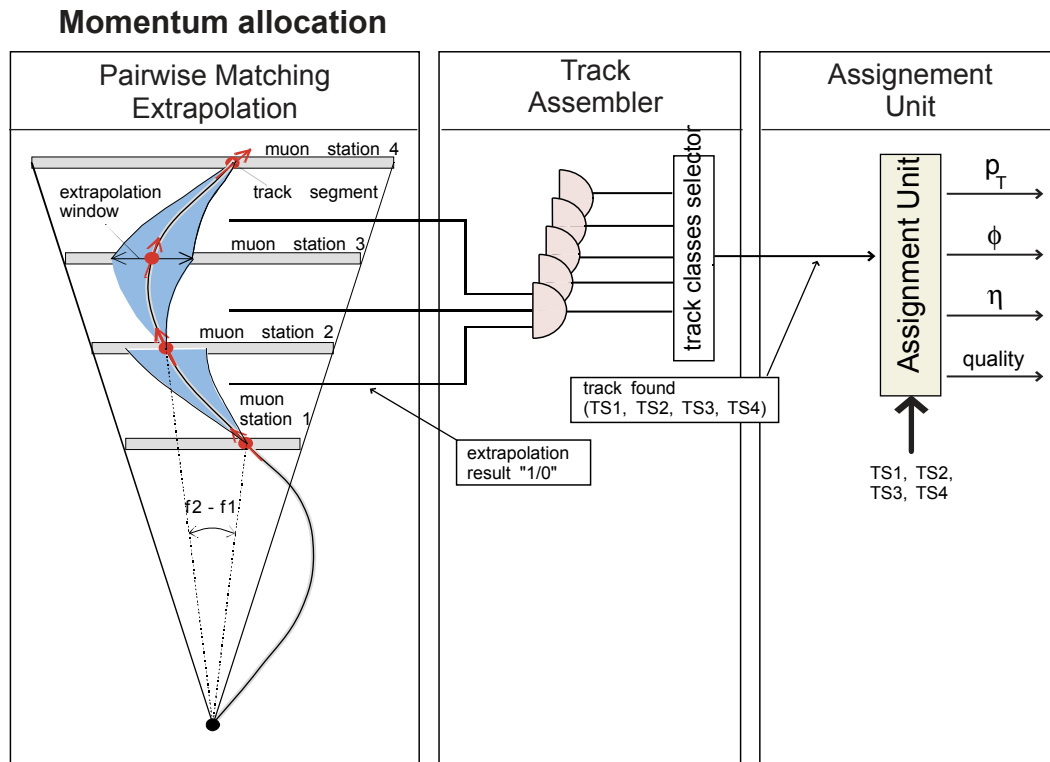 Momentum allocation
Pairwise Matching
Extrapolation
muon station 4
extrapolation
window
track segment
muon station 3
muon station 2
muon
station 1
f2 - f1
Track
Assembler
track classes selector
extrapolation
result "1/0"
track found
(TS1, TS2, TS3, TS4)
Assignement
Unit
Assignment Unit
pT
ϕ
η
quality
TS1, TS2,
TS3, TS4